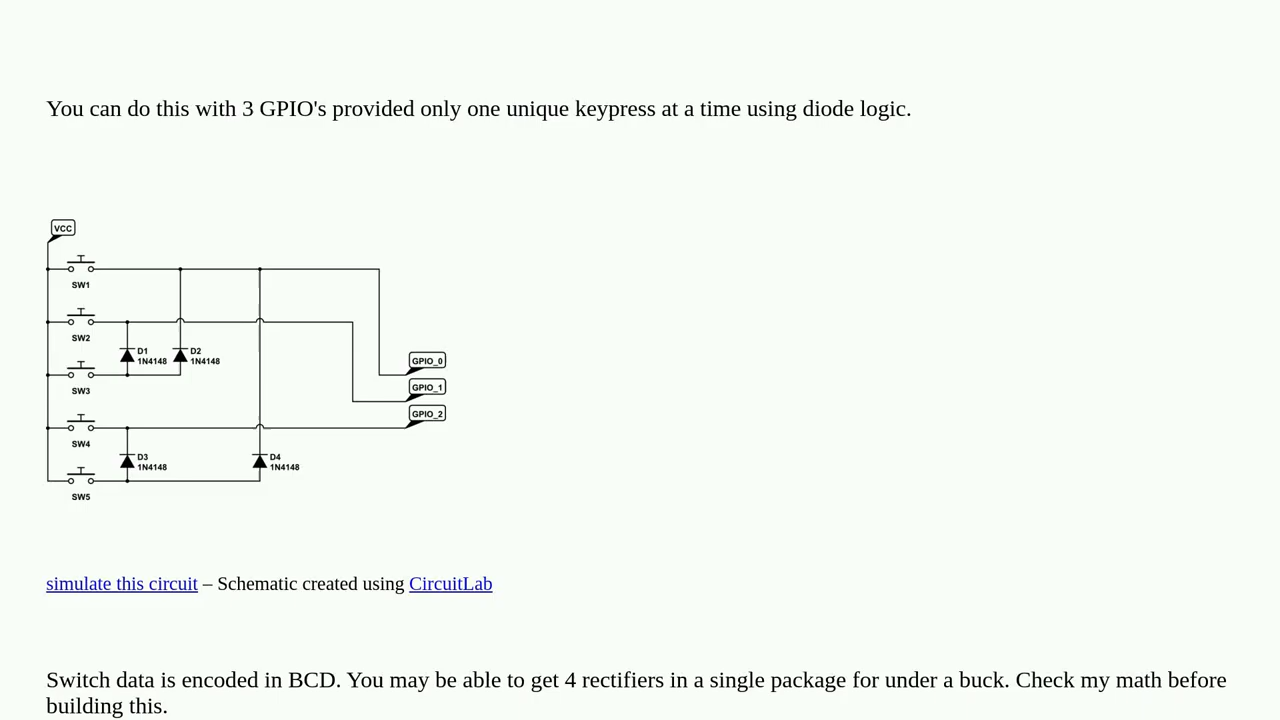 You can do this with 3 GPIO's provided only one unique keypress at a time using diode logic.
VCC
SW1
SW2
D1
1N4148
D2
1N4148
GPIO_0
SW3
GPIO_1
GPIO_2
SW4
D3
1N4148
D4
1N4148
SW5
simulate this circuit – Schematic created using CircuitLab
Switch data is encoded in BCD. You may be able to get 4 rectifiers in a single package for under a buck. Check my math before
building this.